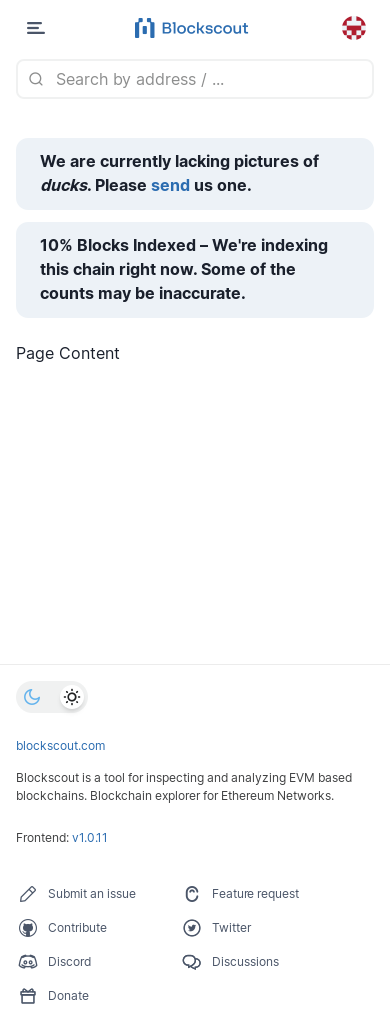 Blockscout
Search by address / ...
We are currently lacking pictures of
ducks. Please send us one.
10% Blocks Indexed – We're indexing
this chain right now. Some of the
counts may be inaccurate.
Page Content
blockscout.com
Blockscout is a tool for inspecting and analyzing EVM based
blockchains. Blockchain explorer for Ethereum Networks.
Frontend: v1.0.11
Submit an issue
Feature request
Contribute
Twitter
Discord
Discussions
Donate